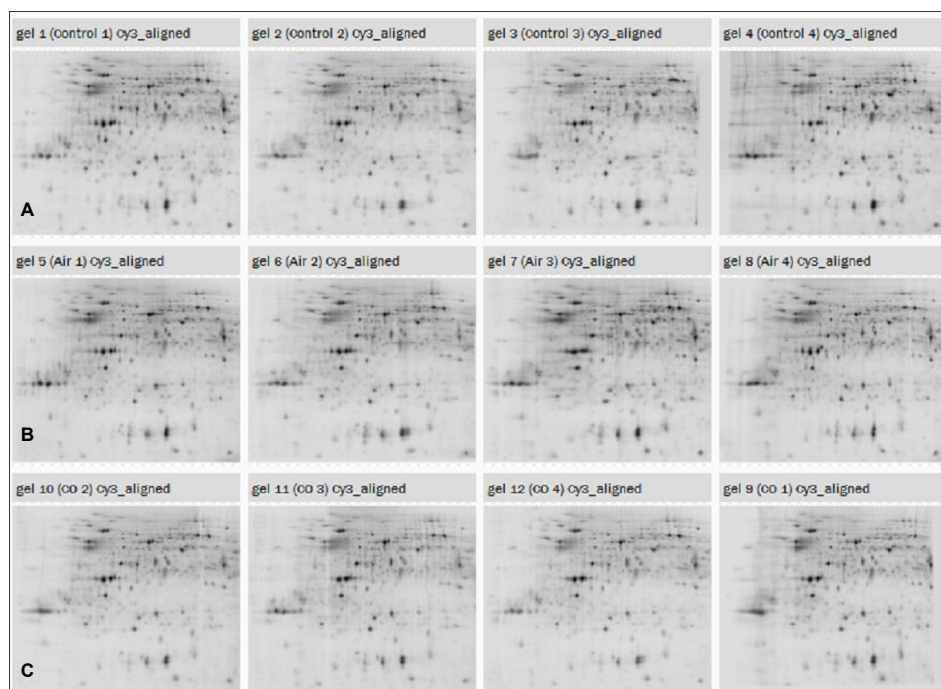 gel 1 (Control 1) Cy3_aligned
gel 2 (Control 2) Cy3_aligned
gel 3 (Control 3) Cy3_aligned
gel 4 (Control 4) Cy3_aligned
A
gel 5 (Air 1) Cy3_aligned
gel 6 (Air 2) Cy3_aligned
gel 7 (Air 3) Cy3_aligned
gel 8 (Air 4) Cy3_aligned
B
gel 10 (CO 2) Cy3_aligned
gel 11 (CO 3) Cy3_aligned
gel 12 (CO 4) Cy3_aligned
gel 9 (CO 1) Cy3_aligned
C